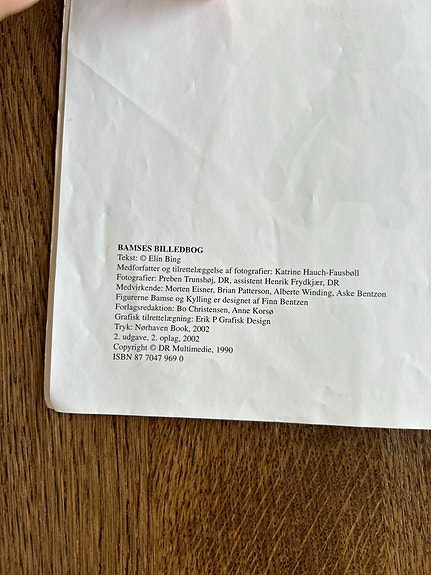 BAMSES BILLEDBOG
Tekst: © Elin Bing
Medforfatter og tilrettelæggelse af fotografier: Katrine Hauch-Fausbøll
Fotografier: Preben Trunshøj, DR, assistent Henrik Frydkjær, DR
Medvirkende: Morten Eisner, Brian Patterson, Alberte Winding, Aske Bentzon
Figurerne Bamse og Kylling er designet af Finn Bentzen
Forlagsredaktion: Bo Christensen, Anne Korsø
Grafisk tilrettelægning: Erik P Grafisk Design
Tryk: Nørhaven Book, 2002
2. udgave, 2. oplag, 2002
Copyright © DR Multimedie, 1990
ISBN 87 7047 969 0